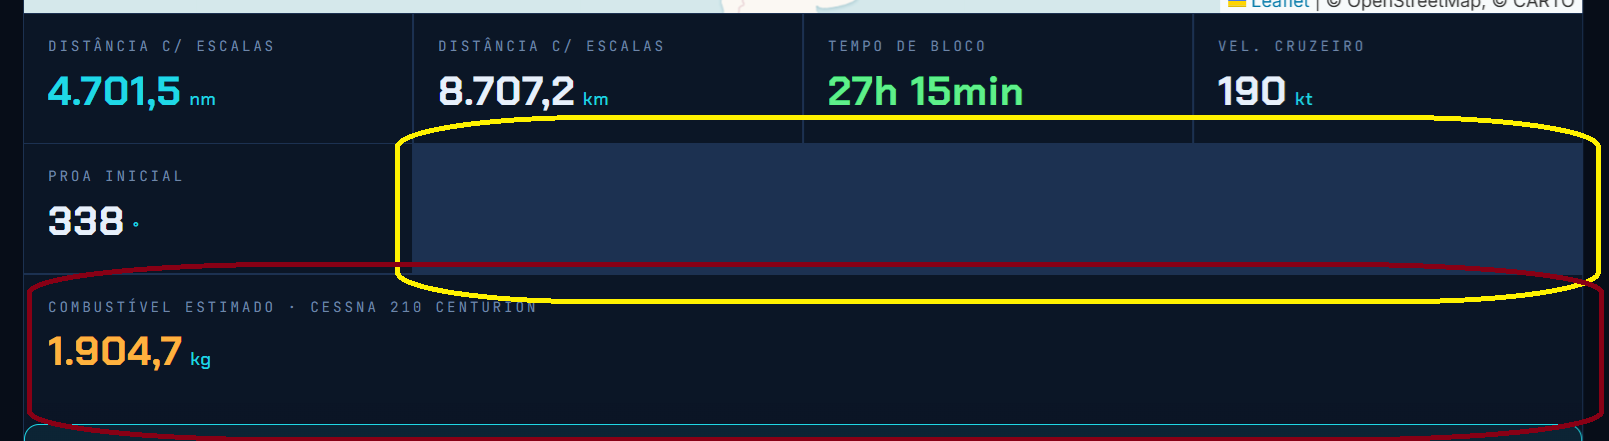 Leaflet | © OpenStreetMap, © CARTO
DISTÂNCIA C/ ESCALAS
4.701,5 nm
DISTÂNCIA C/ ESCALAS
8.707,2 km
TEMPO DE BLOCO
27h 15min
VEL. CRUZEIRO
190 kt
PROA INICIAL
338 °
COMBUSTÍVEL ESTIMADO · CESSNA 210 CENTURION
1.904,7 kg